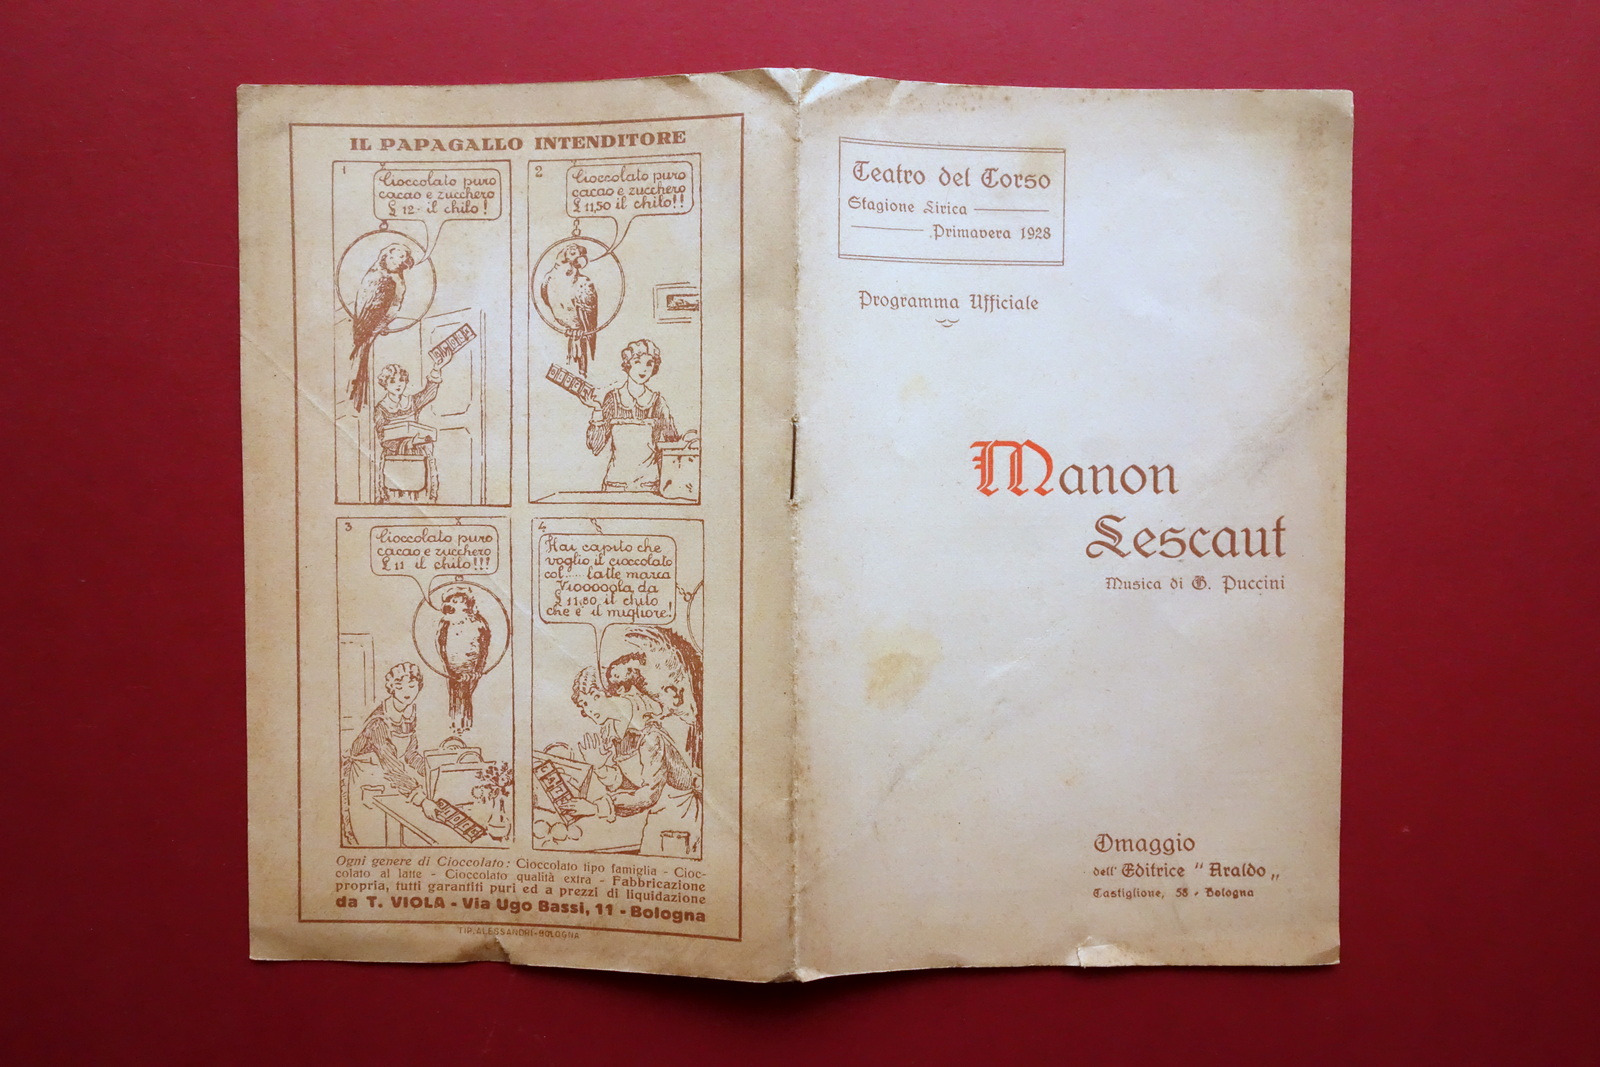 IL PAPAGALLO INTENDITORE
1
Cioccolato puro
cacao e zucchero
£ 12- il chilo!
2
Cioccolato puro
cacao e zucchero
£ 11,50 il chilo!!
3
Cioccolato puro
cacao e zucchero
£ 11 il chilo!!!
4
Hai capito che
voglio il cioccolato
col..... latte marca
Vioooola da
£ 11,80 il chilo
che e' il migliore!
Ogni genere di Cioccolato: Cioccolato tipo famiglia - Cioc-
colato al latte - Cioccolato qualità extra - Fabbricazione
propria, tutti garantiti puri ed a prezzi di liquidazione
da T. VIOLA - Via Ugo Bassi, 11 - Bologna
TIP. ALESSANDRI-BOLOGNA
Teatro del Corso
Stagione Lirica
Primavera 1928
Programma Ufficiale
Manon
Lescaut
Musica di G. Puccini
Omaggio
dell' Editrice "Araldo„
Castiglione, 58 - Bologna